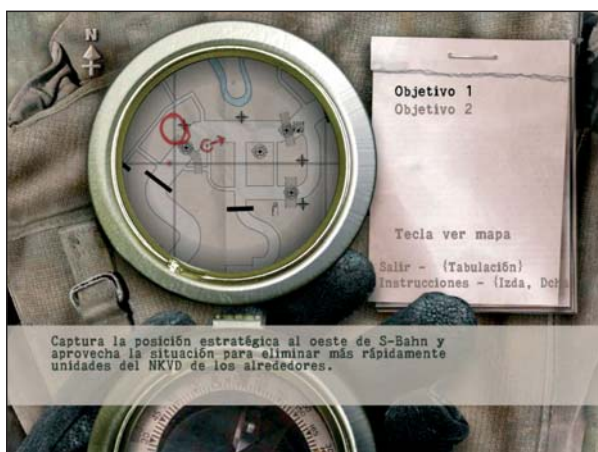 N
Objetivo 1
Objetivo 2
Tecla ver mapa
Salir - (Tabulación)
Instrucciones - (Izda, Dcha
Captura la posición estratégica al oeste de S-Bahn y
aprovecha la situación para eliminar más rápidamente
unidades del NKVD de los alrededores.